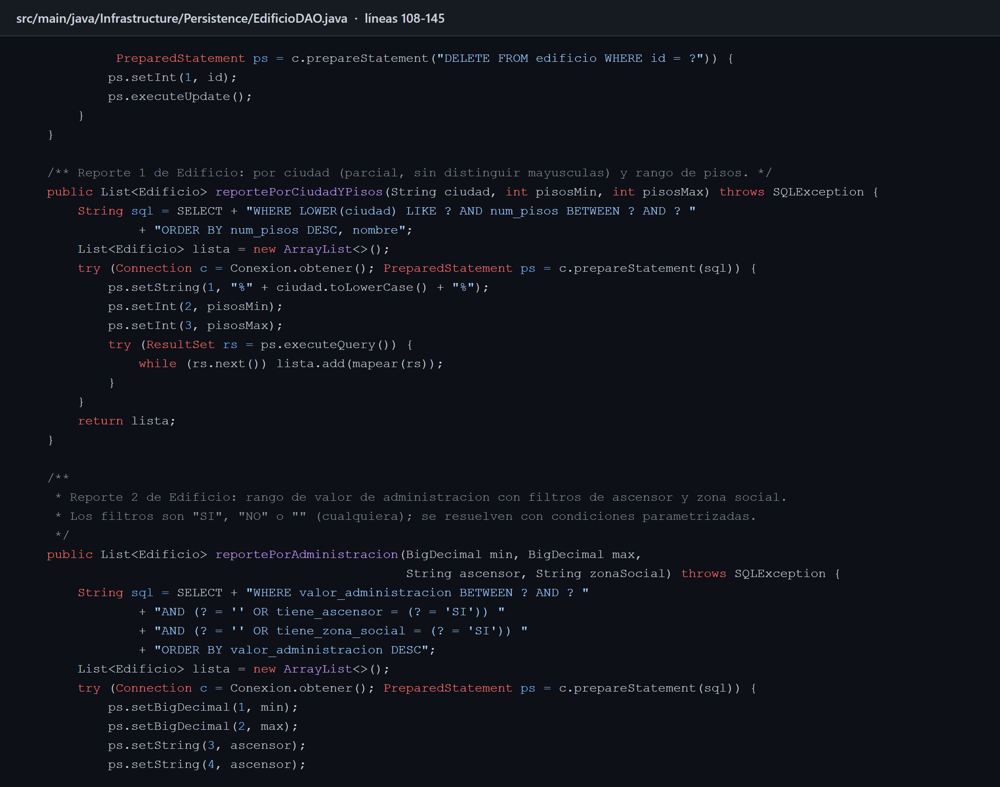 src/main/java/Infrastructure/Persistence/EdificioDAO.java · líneas 108-145
         PreparedStatement ps = c.prepareStatement("DELETE FROM edificio WHERE id = ?")) {
        ps.setInt(1, id);
        ps.executeUpdate();
    }
}
/** Reporte 1 de Edificio: por ciudad (parcial, sin distinguir mayusculas) y rango de pisos. */
public List<Edificio> reportePorCiudadYPisos(String ciudad, int pisosMin, int pisosMax) throws SQLException {
    String sql = SELECT + "WHERE LOWER(ciudad) LIKE ? AND num_pisos BETWEEN ? AND ? "
            + "ORDER BY num_pisos DESC, nombre";
    List<Edificio> lista = new ArrayList<>();
    try (Connection c = Conexion.obtener(); PreparedStatement ps = c.prepareStatement(sql)) {
        ps.setString(1, "%" + ciudad.toLowerCase() + "%");
        ps.setInt(2, pisosMin);
        ps.setInt(3, pisosMax);
        try (ResultSet rs = ps.executeQuery()) {
            while (rs.next()) lista.add(mapear(rs));
        }
    }
    return lista;
}
/**
 * Reporte 2 de Edificio: rango de valor de administracion con filtros de ascensor y zona social.
 * Los filtros son "SI", "NO" o "" (cualquiera); se resuelven con condiciones parametrizadas.
 */
public List<Edificio> reportePorAdministracion(BigDecimal min, BigDecimal max,
                                               String ascensor, String zonaSocial) throws SQLException {
    String sql = SELECT + "WHERE valor_administracion BETWEEN ? AND ? "
            + "AND (? = '' OR tiene_ascensor = (? = 'SI')) "
            + "AND (? = '' OR tiene_zona_social = (? = 'SI')) "
            + "ORDER BY valor_administracion DESC";
    List<Edificio> lista = new ArrayList<>();
    try (Connection c = Conexion.obtener(); PreparedStatement ps = c.prepareStatement(sql)) {
        ps.setBigDecimal(1, min);
        ps.setBigDecimal(2, max);
        ps.setString(3, ascensor);
        ps.setString(4, ascensor);